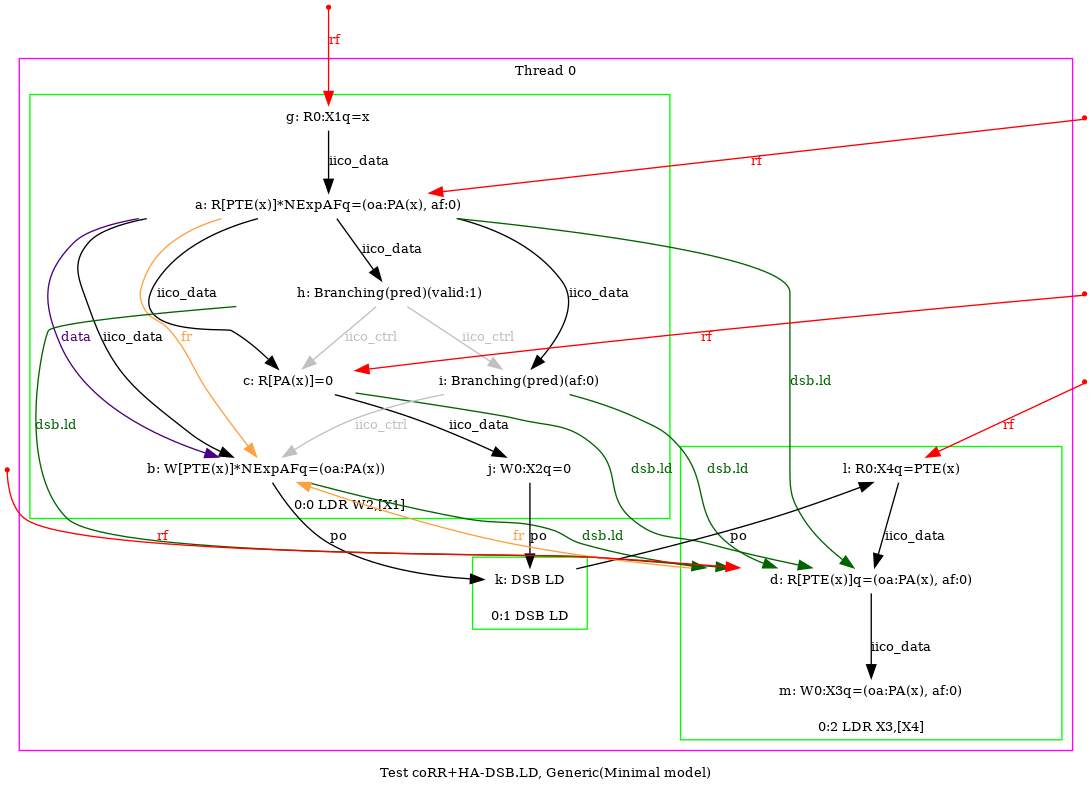 rf
Thread 0
g: R0:X1q=x
rf
iico_data
a: R[PTE(x)]*NExpAFq=(oa:PA(x), af:0)
iico_data
iico_data
h: Branching(pred)(valid:1)
iico_data
data
iico_data
fr
iico_ctrl
iico_ctrl
rf
c: R[PA(x)]=0
i: Branching(pred)(af:0)
dsb.ld
dsb.ld
iico_ctrl
iico_data
rf
b: W[PTE(x)]*NExpAFq=(oa:PA(x))
j: W0:X2q=0
dsb.ld
dsb.ld
l: R0:X4q=PTE(x)
0:0 LDR W2,[X1]
rf
po
fr
po
dsb.ld
po
iico_data
k: DSB LD
d: R[PTE(x)]q=(oa:PA(x), af:0)
0:1 DSB LD
iico_data
m: W0:X3q=(oa:PA(x), af:0)
0:2 LDR X3,[X4]
Test coRR+HA-DSB.LD, Generic(Minimal model)